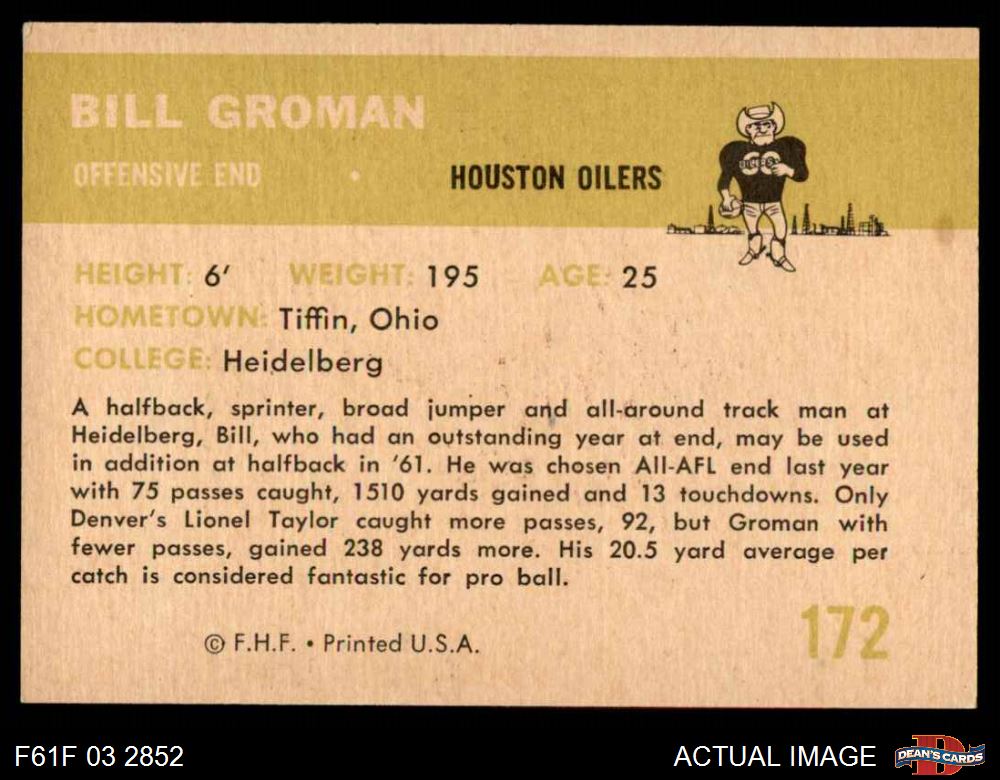 BILL GROMAN
OFFENSIVE END • HOUSTON OILERS
OILERS
HEIGHT: 6′ WEIGHT: 195 AGE: 25
HOMETOWN: Tiffin, Ohio
COLLEGE: Heidelberg
A halfback, sprinter, broad jumper and all-around track man at
Heidelberg, Bill, who had an outstanding year at end, may be used
in addition at halfback in ′61. He was chosen All-AFL end last year
with 75 passes caught, 1510 yards gained and 13 touchdowns. Only
Denver's Lionel Taylor caught more passes, 92, but Groman with
fewer passes, gained 238 yards more. His 20.5 yard average per
catch is considered fantastic for pro ball.
172
© F.H.F. • Printed U.S.A.
F61F 03 2852
ACTUAL IMAGE
DEAN'S CARDS